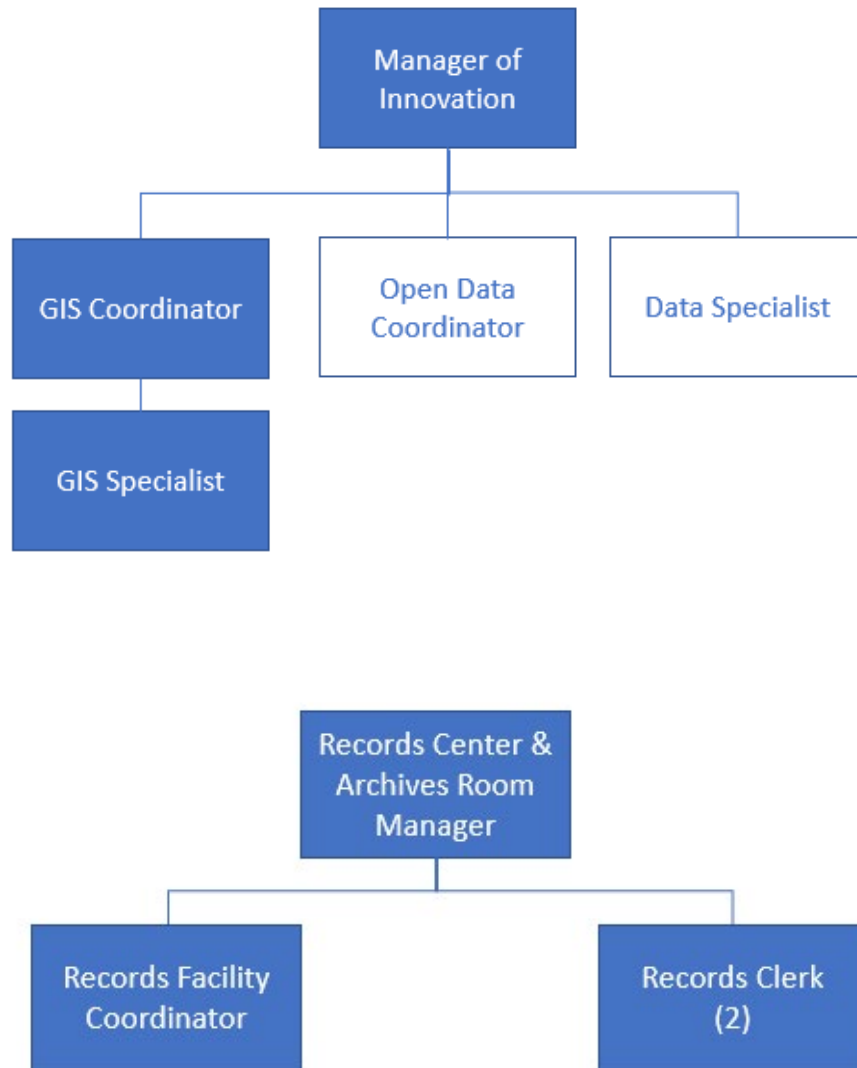 Manager of
Innovation
GIS Coordinator
Open Data
Coordinator
Data Specialist
GIS Specialist
Records Center &
Archives Room
Manager
Records Facility
Coordinator
Records Clerk
(2)